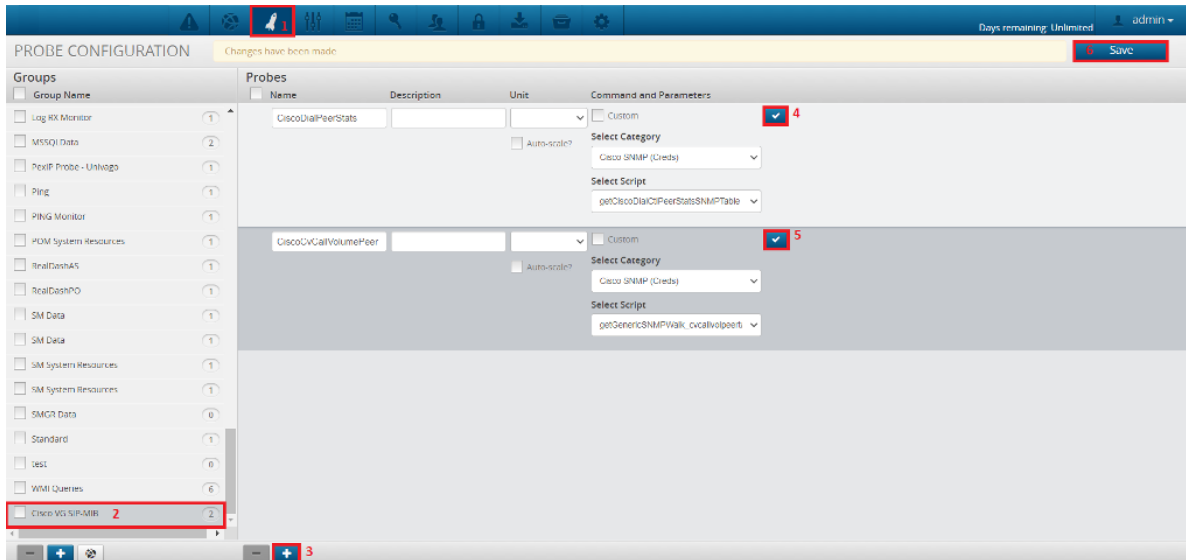 1
Days remaining: Unlimited
admin
PROBE CONFIGURATION
Changes have been made
6 Save
Groups
Probes
Group Name
Name Description Unit Command and Parameters
Log RX Monitor 1
CiscoDialPeerStats
Custom
4
MSSQl Data 2
Auto-scale?
Select Category
PexIP Probe - Univago 1
Cisco SNMP (Creds)
Ping 1
Select Script
getCiscoDialCtlPeerStatsSNMPTable
PING Monitor 1
POM System Resources 1
CiscoCvCallVolumePeer
Custom
5
RealDashAS 1
Auto-scale?
Select Category
RealDashPO 1
Cisco SNMP (Creds)
SM Data 1
Select Script
getGenericSNMPWalk_cvcallvolpeert
SM Data 1
SM System Resources 1
SM System Resources 1
SMGR Data 0
Standard 1
test 0
WMI Queries 6
Cisco VG SIP-MIB 2 2
3